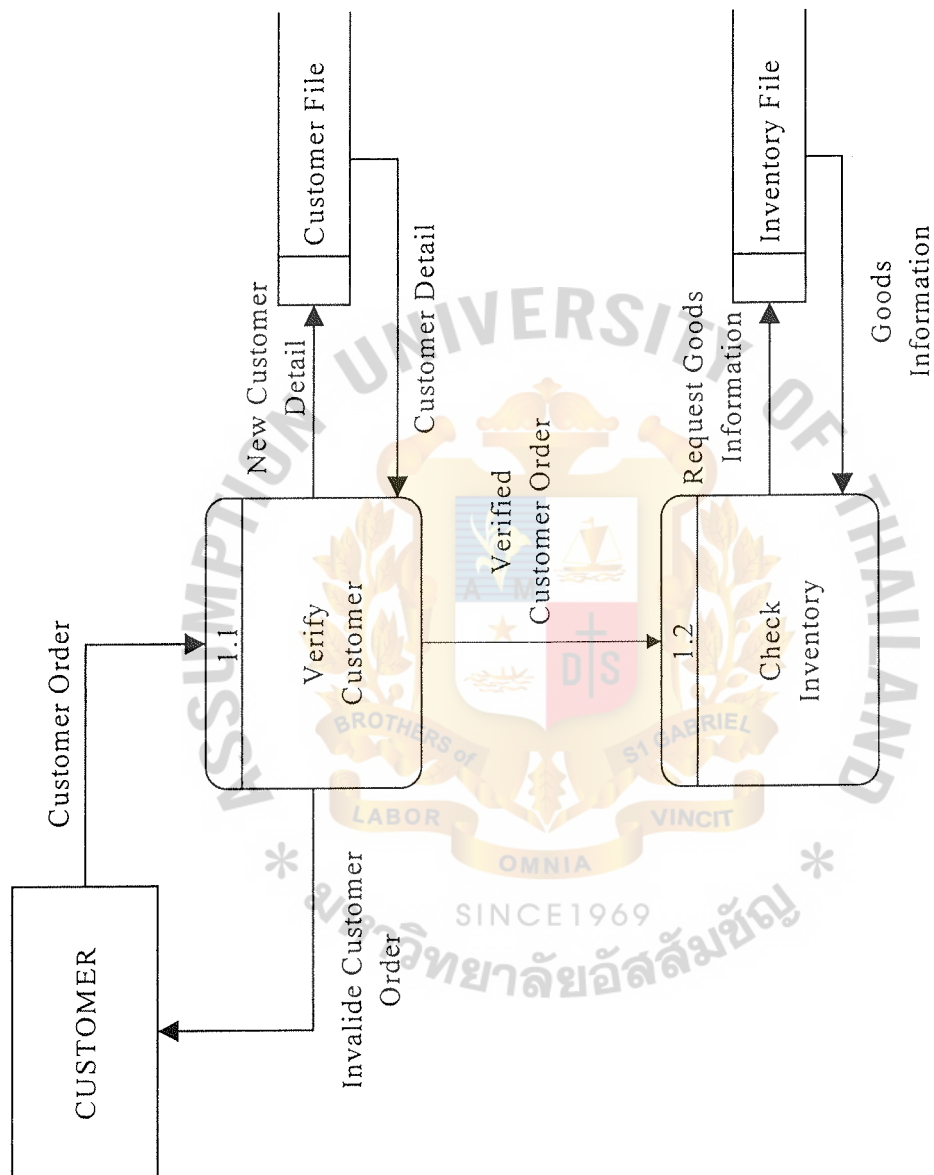 CUSTOMER
Customer Order
Invalide Customer
Order
1.1
Verify
Customer
New Customer
Detail
Customer File
Customer Detail
Verified
Customer Order
1.2
Check
Inventory
Request Goods
Information
Inventory File
Goods
Information
ASSUMPTION UNIVERSITY OF THAILAND
A M
D S
BROTHERS of
S1 GABRIEL
LABOR
VINCIT
OMNIA
SINCE1969
* มหาวิทยาลัยอัสสัมชัญ *